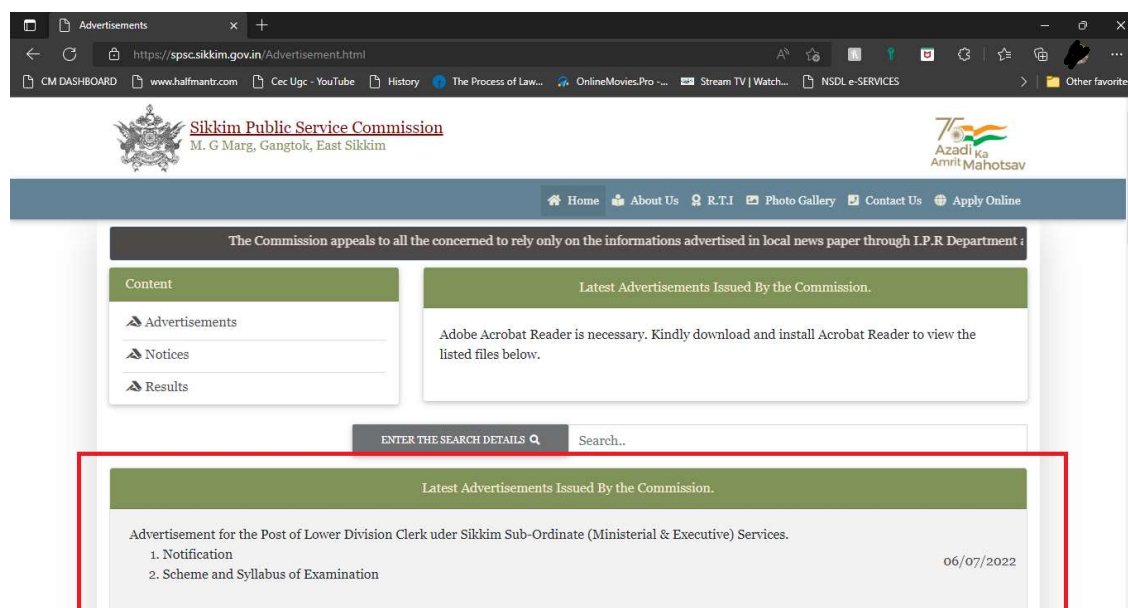 Advertisements
https://spsc.sikkim.gov.in/Advertisement.html
CM DASHBOARD www.halfmantr.com Cec Ugc - YouTube History The Process of Law... OnlineMovies.Pro -... Stream TV | Watch... NSDL e-SERVICES Other favorite
Sikkim Public Service Commission
M. G Marg, Gangtok, East Sikkim
75
Azadi Ka
Amrit Mahotsav
Home About Us R.T.I Photo Gallery Contact Us Apply Online
The Commission appeals to all the concerned to rely only on the informations advertised in local news paper through I.P.R Department
Content
Latest Advertisements Issued By the Commission.
Advertisements
Notices
Results
Adobe Acrobat Reader is necessary. Kindly download and install Acrobat Reader to view the
listed files below.
ENTER THE SEARCH DETAILS
Search..
Latest Advertisements Issued By the Commission.
Advertisement for the Post of Lower Division Clerk uder Sikkim Sub-Ordinate (Ministerial & Executive) Services.
1. Notification
2. Scheme and Syllabus of Examination
06/07/2022